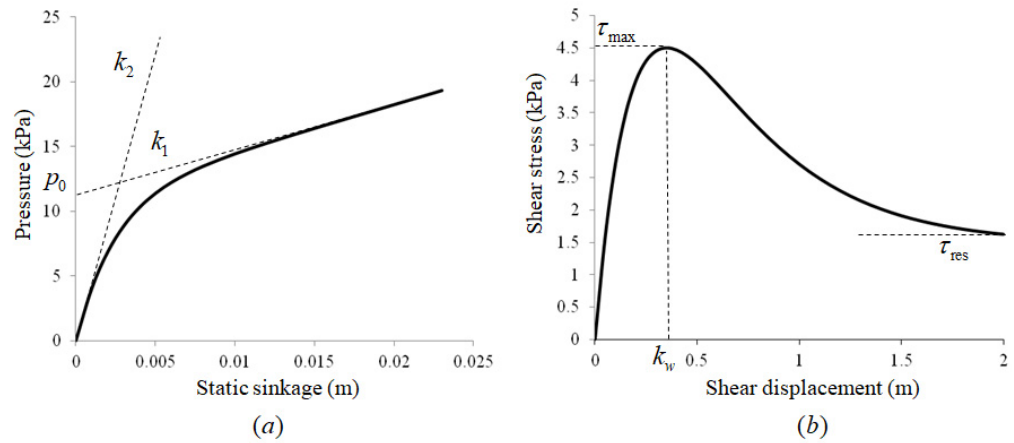 25
20
15
10
5
0
Pressure (kPa)
k₂
k₁
p₀
0 0.005 0.01 0.015 0.02 0.025
Static sinkage (m)
(a)
5
4.5
4
3.5
3
2.5
2
1.5
1
0.5
0
Shear stress (kPa)
τmax
τres
0 kw 0.5 1 1.5 2
Shear displacement (m)
(b)